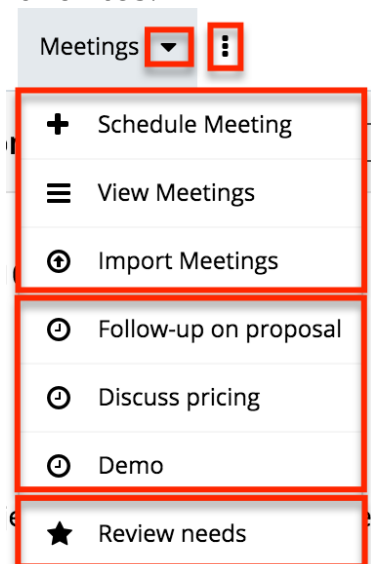 Meetings
Schedule Meeting
View Meetings
Import Meetings
Follow-up on proposal
Discuss pricing
Demo
Review needs